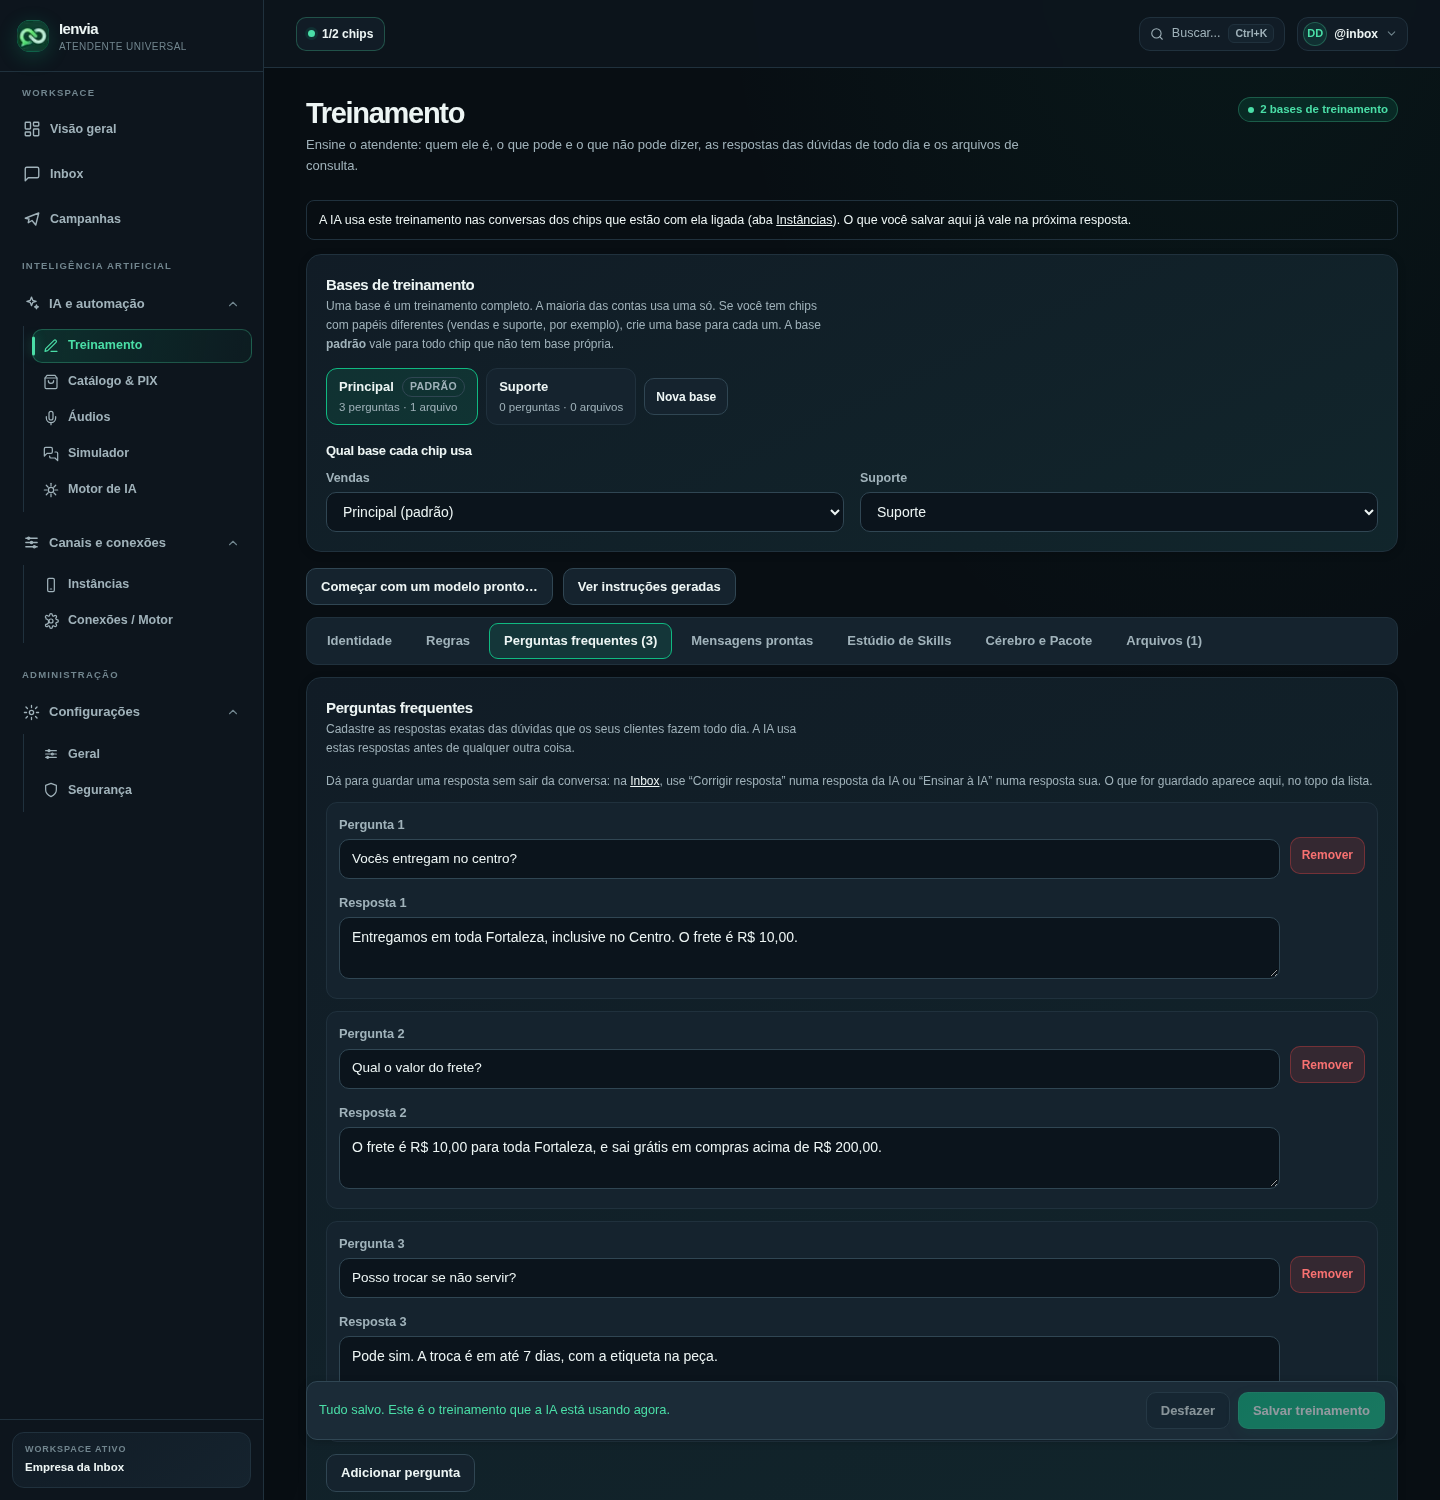 Ienvia
ATENDENTE UNIVERSAL
1/2 chips
Buscar...
Ctrl+K
DD
@inbox
WORKSPACE
Visão geral
Inbox
Campanhas
INTELIGÊNCIA ARTIFICIAL
IA e automação
Treinamento
Catálogo & PIX
Áudios
Simulador
Motor de IA
Canais e conexões
Instâncias
Conexões / Motor
ADMINISTRAÇÃO
Configurações
Geral
Segurança
WORKSPACE ATIVO
Empresa da Inbox
Treinamento
2 bases de treinamento
Ensine o atendente: quem ele é, o que pode e o que não pode dizer, as respostas das dúvidas de todo dia e os arquivos de
consulta.
A IA usa este treinamento nas conversas dos chips que estão com ela ligada (aba Instâncias). O que você salvar aqui já vale na próxima resposta.
Bases de treinamento
Uma base é um treinamento completo. A maioria das contas usa uma só. Se você tem chips
com papéis diferentes (vendas e suporte, por exemplo), crie uma base para cada um. A base
padrão vale para todo chip que não tem base própria.
Principal PADRÃO
3 perguntas · 1 arquivo
Suporte
0 perguntas · 0 arquivos
Nova base
Qual base cada chip usa
Vendas
Principal (padrão)
Suporte
Suporte
Começar com um modelo pronto…
Ver instruções geradas
Identidade
Regras
Perguntas frequentes (3)
Mensagens prontas
Estúdio de Skills
Cérebro e Pacote
Arquivos (1)
Perguntas frequentes
Cadastre as respostas exatas das dúvidas que os seus clientes fazem todo dia. A IA usa
estas respostas antes de qualquer outra coisa.
Dá para guardar uma resposta sem sair da conversa: na Inbox, use “Corrigir resposta” numa resposta da IA ou “Ensinar à IA” numa resposta sua. O que for guardado aparece aqui, no topo da lista.
Pergunta 1
Vocês entregam no centro?
Remover
Resposta 1
Entregamos em toda Fortaleza, inclusive no Centro. O frete é R$ 10,00.
Pergunta 2
Qual o valor do frete?
Remover
Resposta 2
O frete é R$ 10,00 para toda Fortaleza, e sai grátis em compras acima de R$ 200,00.
Pergunta 3
Posso trocar se não servir?
Remover
Resposta 3
Pode sim. A troca é em até 7 dias, com a etiqueta na peça.
Tudo salvo. Este é o treinamento que a IA está usando agora.
Desfazer
Salvar treinamento
Adicionar pergunta